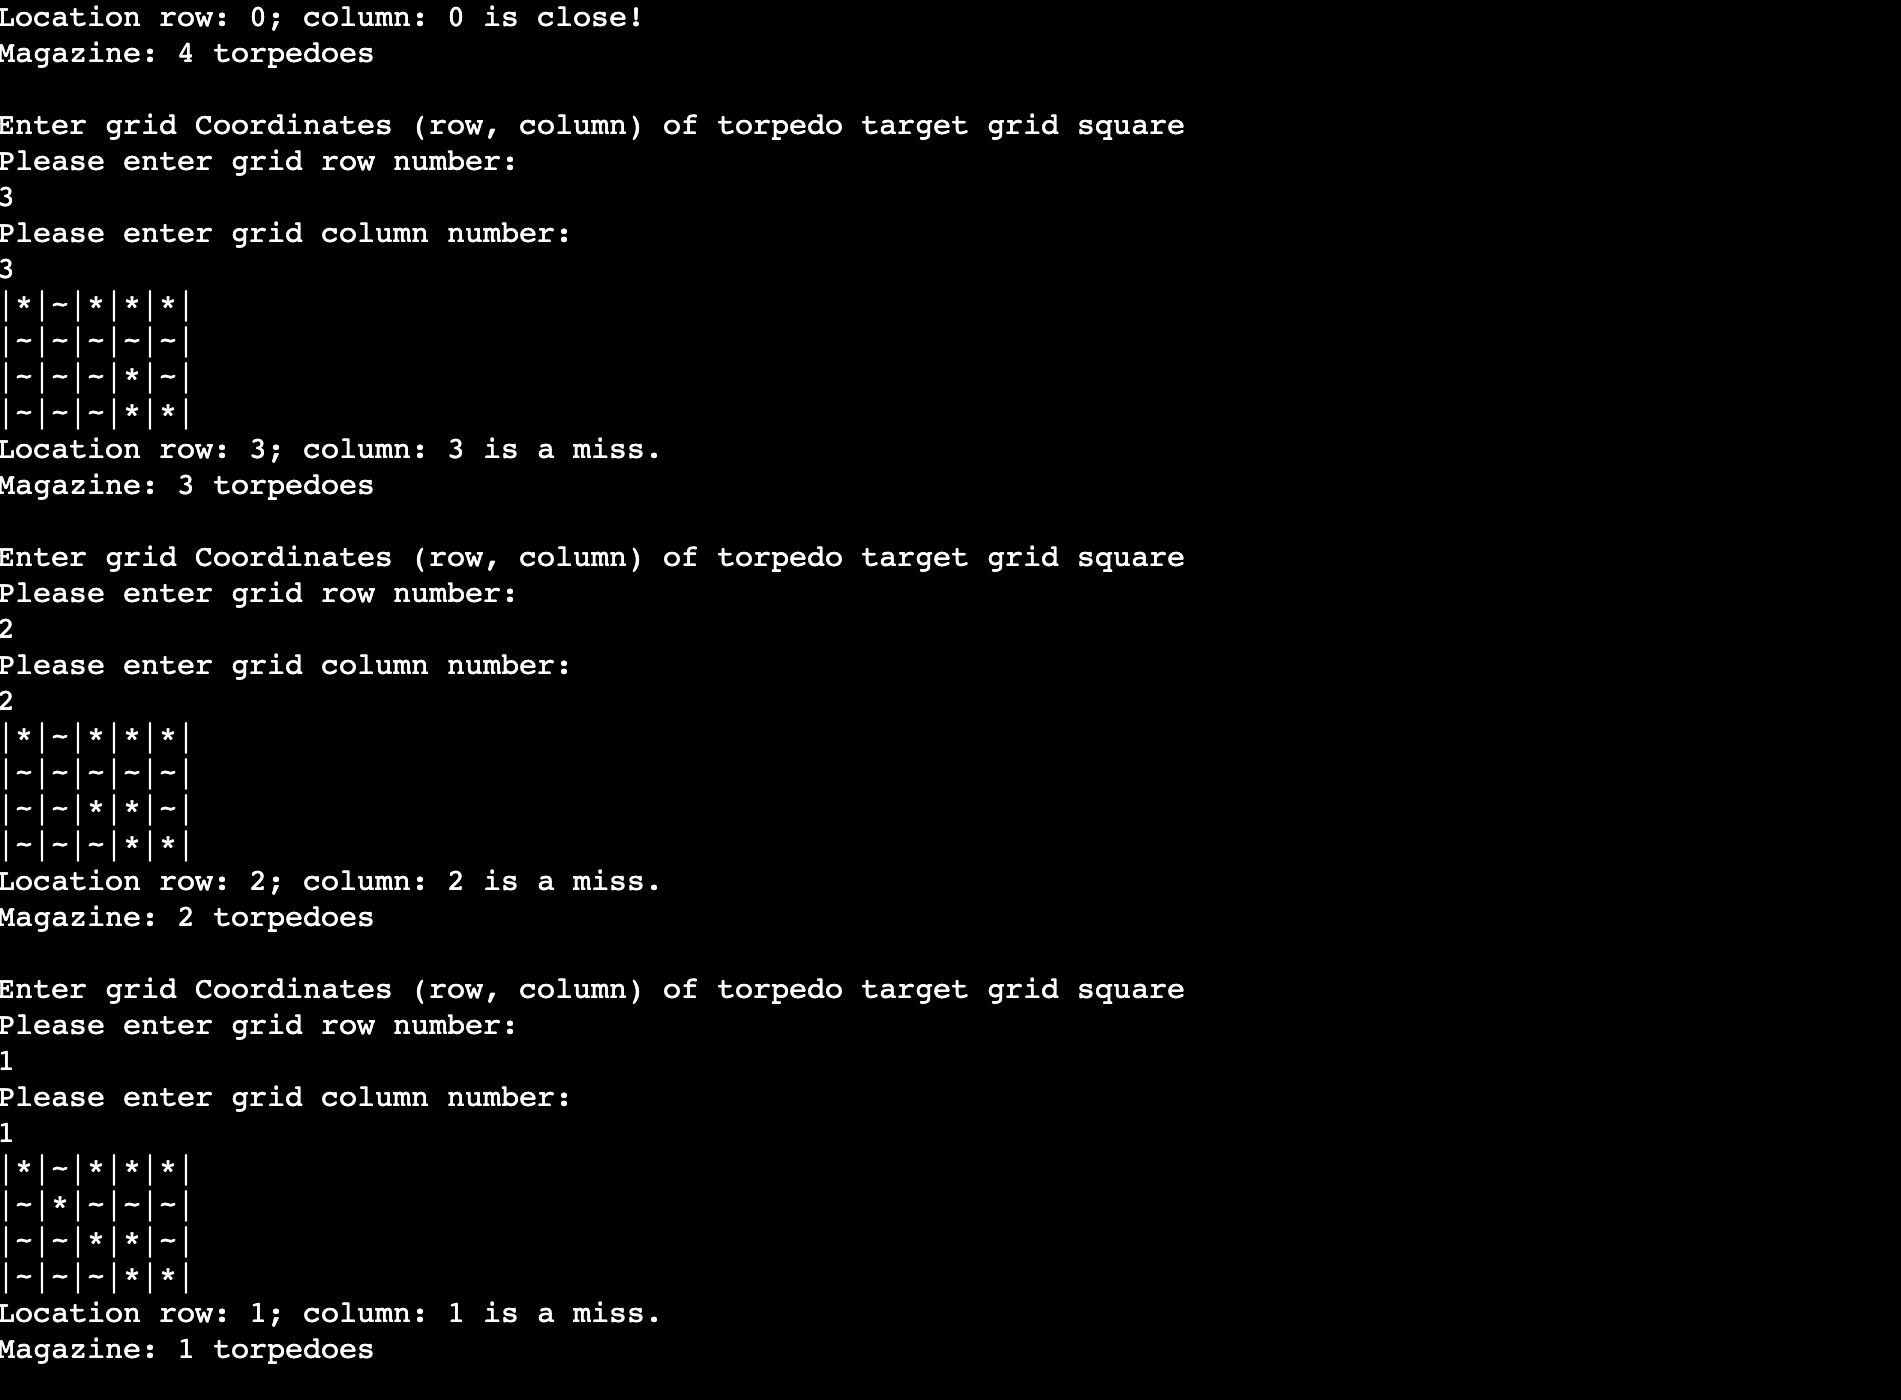 Location row: 0; column: 0 is close!
Magazine: 4 torpedoes
Enter grid Coordinates (row, column) of torpedo target grid square
Please enter grid row number:
3
Please enter grid column number:
3
|*|~|*|*|*|
|~|~|~|~|~|
|~|~|~|*|~|
|~|~|~|*|*|
Location row: 3; column: 3 is a miss.
Magazine: 3 torpedoes
Enter grid Coordinates (row, column) of torpedo target grid square
Please enter grid row number:
2
Please enter grid column number:
2
|*|~|*|*|*|
|~|~|~|~|~|
|~|~|*|*|~|
|~|~|~|*|*|
Location row: 2; column: 2 is a miss.
Magazine: 2 torpedoes
Enter grid Coordinates (row, column) of torpedo target grid square
Please enter grid row number:
1
Please enter grid column number:
1
|*|~|*|*|*|
|~|*|~|~|~|
|~|~|*|*|~|
|~|~|~|*|*|
Location row: 1; column: 1 is a miss.
Magazine: 1 torpedoes